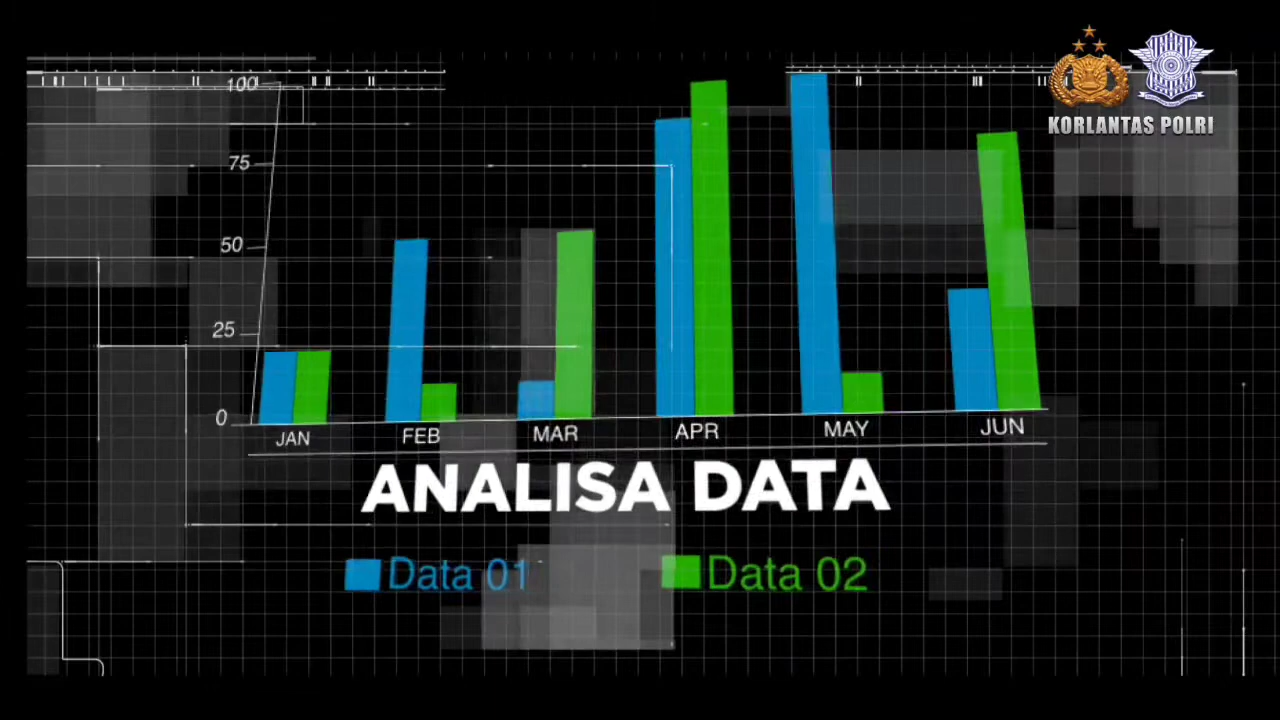 KORLANTAS POLRI
100
75
50
25
0
JAN FEB MAR APR MAY JUN
ANALISA DATA
Data 01 Data 02